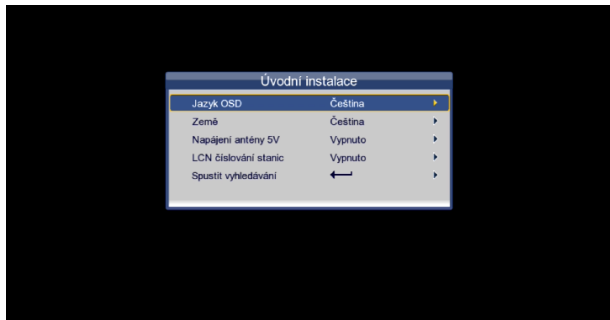 Úvodní instalace
Jazyk OSD Čeština
Země Čeština
Napájení antény 5V Vypnuto
LCN číslování stanic Vypnuto
Spustit vyhledávání